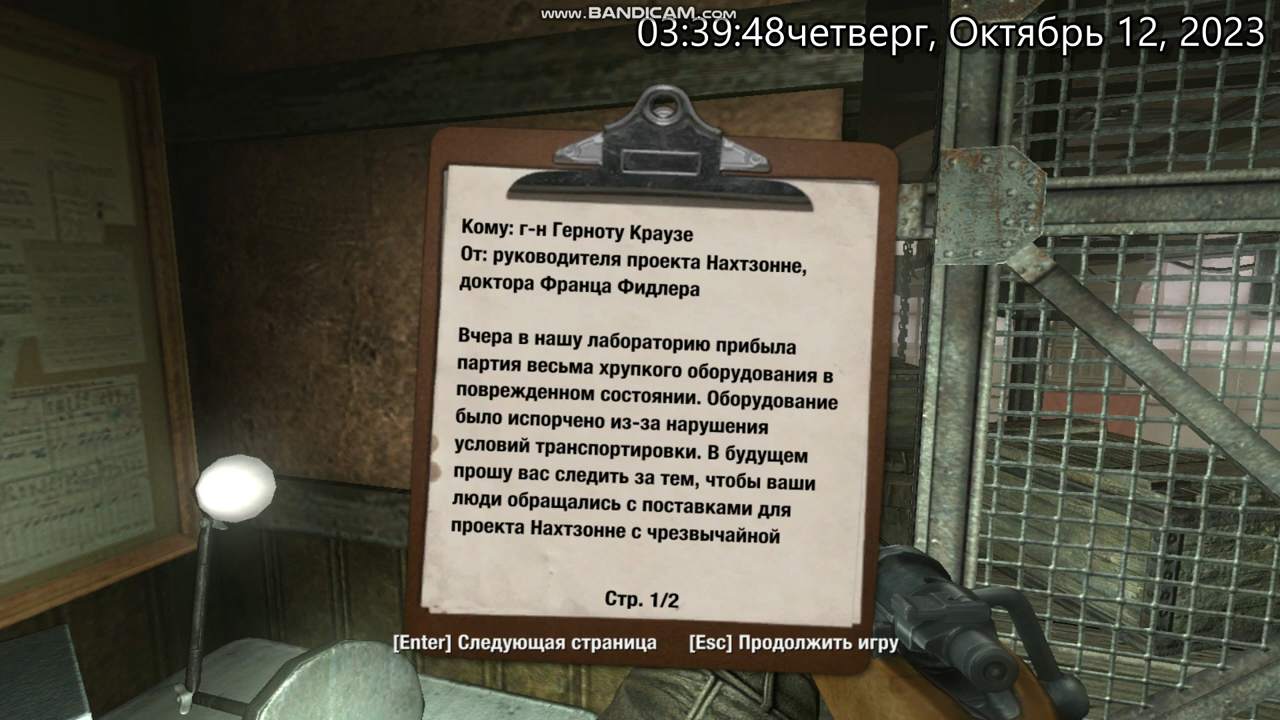 www.BANDICAM.com
03:39:48четверг, Октябрь 12, 2023
Кому: г-н Герноту Краузе
От: руководителя проекта Нахтзонне,
доктора Франца Фидлера
Вчера в нашу лабораторию прибыла
партия весьма хрупкого оборудования в
поврежденном состоянии. Оборудование
было испорчено из-за нарушения
условий транспортировки. В будущем
прошу вас следить за тем, чтобы ваши
люди обращались с поставками для
проекта Нахтзонне с чрезвычайной
Стр. 1/2
[Enter] Следующая страница [Esc] Продолжить игру